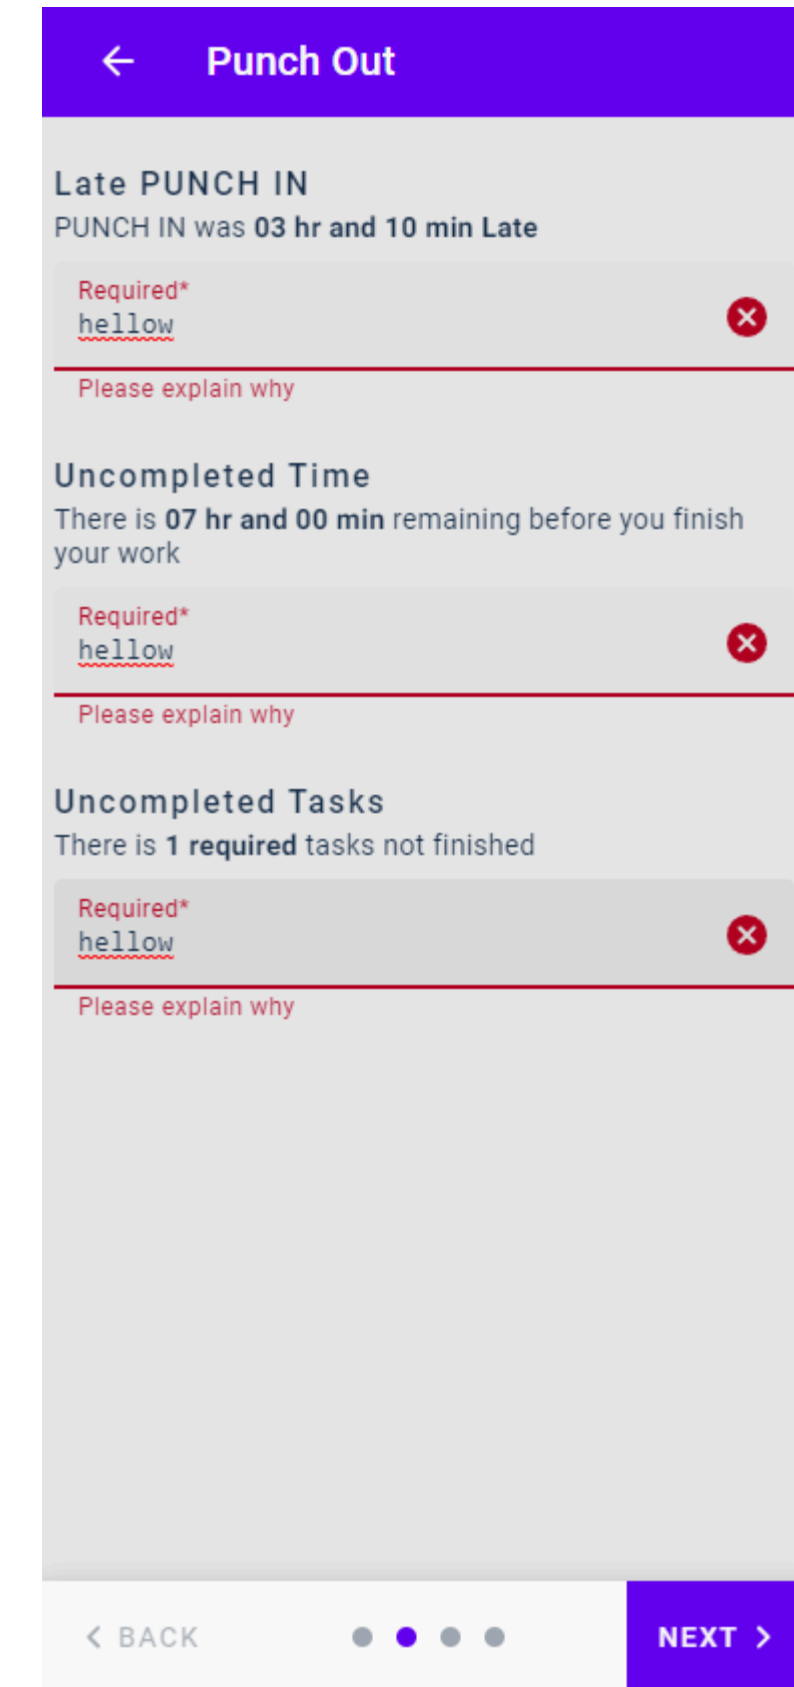 Punch Out
Late PUNCH IN
PUNCH IN was 03 hr and 10 min Late
Required*
hellow
Please explain why
Uncompleted Time
There is 07 hr and 00 min remaining before you finish
your work
Required*
hellow
Please explain why
Uncompleted Tasks
There is 1 required tasks not finished
Required*
hellow
Please explain why
BACK
NEXT